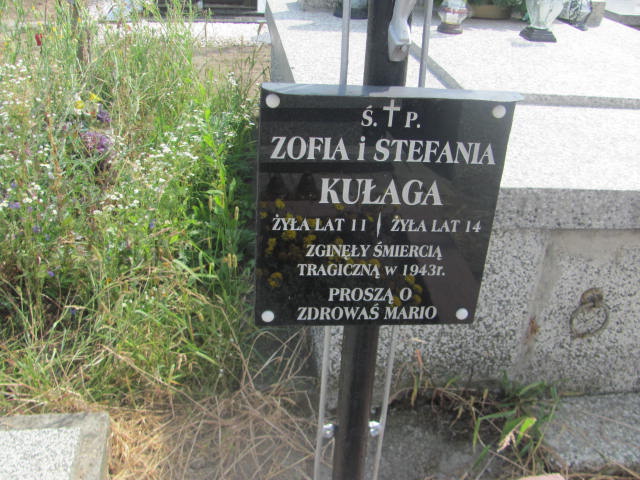 Ś.✝P.
ZOFIA i STEFANIA
KUŁAGA
ŻYŁA LAT 11 / ŻYŁA LAT 14
ZGINĘŁY ŚMIERCIĄ
TRAGICZNĄ w 1943r.
PROSZĄ O
ZDROWAŚ MARIO